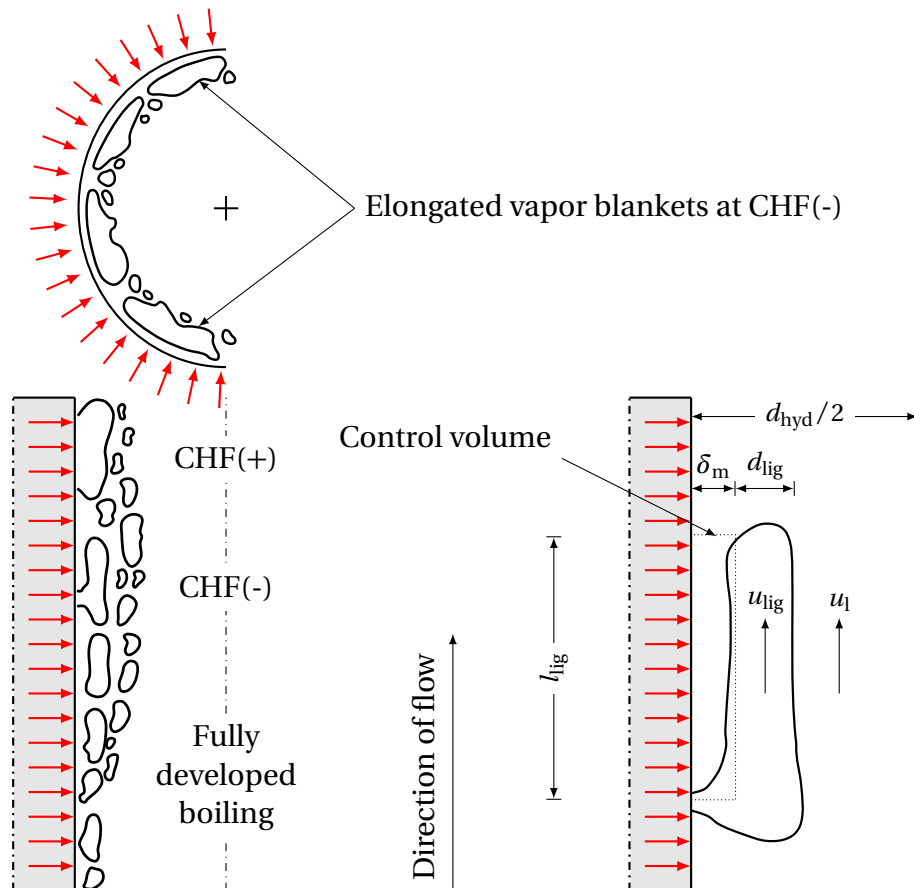 Elongated vapor blankets at CHF(-)
CHF(+)
CHF(-)
Fully
developed
boiling
Direction of flow
Control volume
d_hyd/2
δ_m
d_lig
l_lig
u_lig
u_l